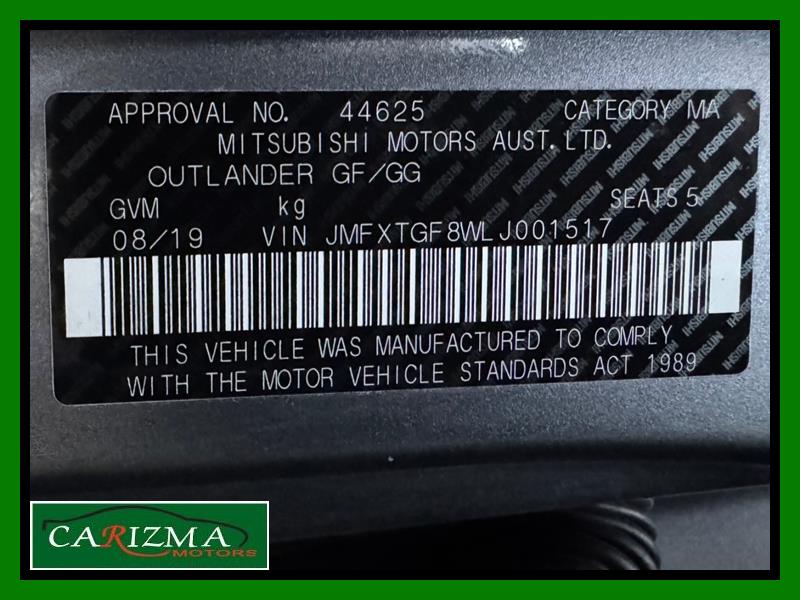 APPROVAL NO. 44625 CATEGORY MA
MITSUBISHI MOTORS AUST. LTD.
OUTLANDER GF/GG
GVM kg SEATS 5
08/19 VIN JMFXTGF8WLJ001517
THIS VEHICLE WAS MANUFACTURED TO COMPLY
WITH THE MOTOR VEHICLE STANDARDS ACT 1989
CARIZMA
MOTORS